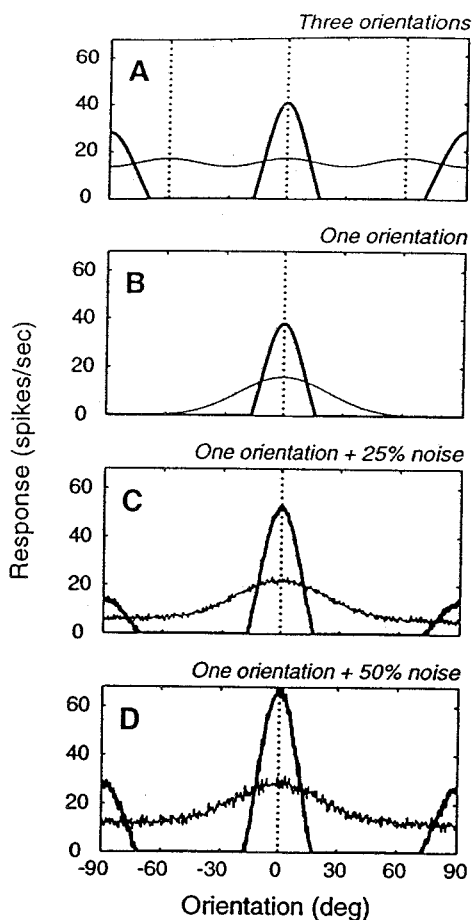 Three orientations
A
60
40
20
0
One orientation
B
60
40
20
0
Response (spikes/sec)
One orientation + 25% noise
C
60
40
20
0
One orientation + 50% noise
D
60
40
20
0
-90 -60 -30 0 30 60 90
Orientation (deg)